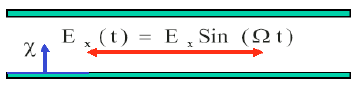 E x (t) = E x Sin (Ω t)
χ